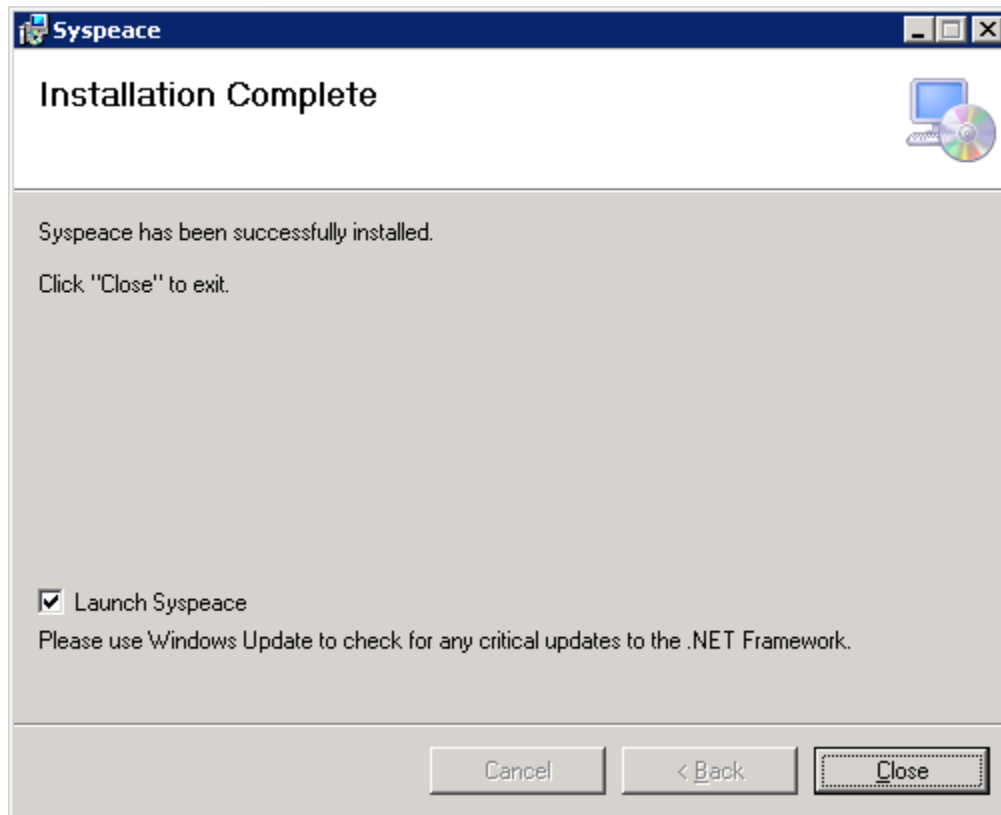 Syspeace
Installation Complete
Syspeace has been successfully installed.
Click "Close" to exit.
Launch Syspeace
Please use Windows Update to check for any critical updates to the .NET Framework.
Cancel
< Back
Close